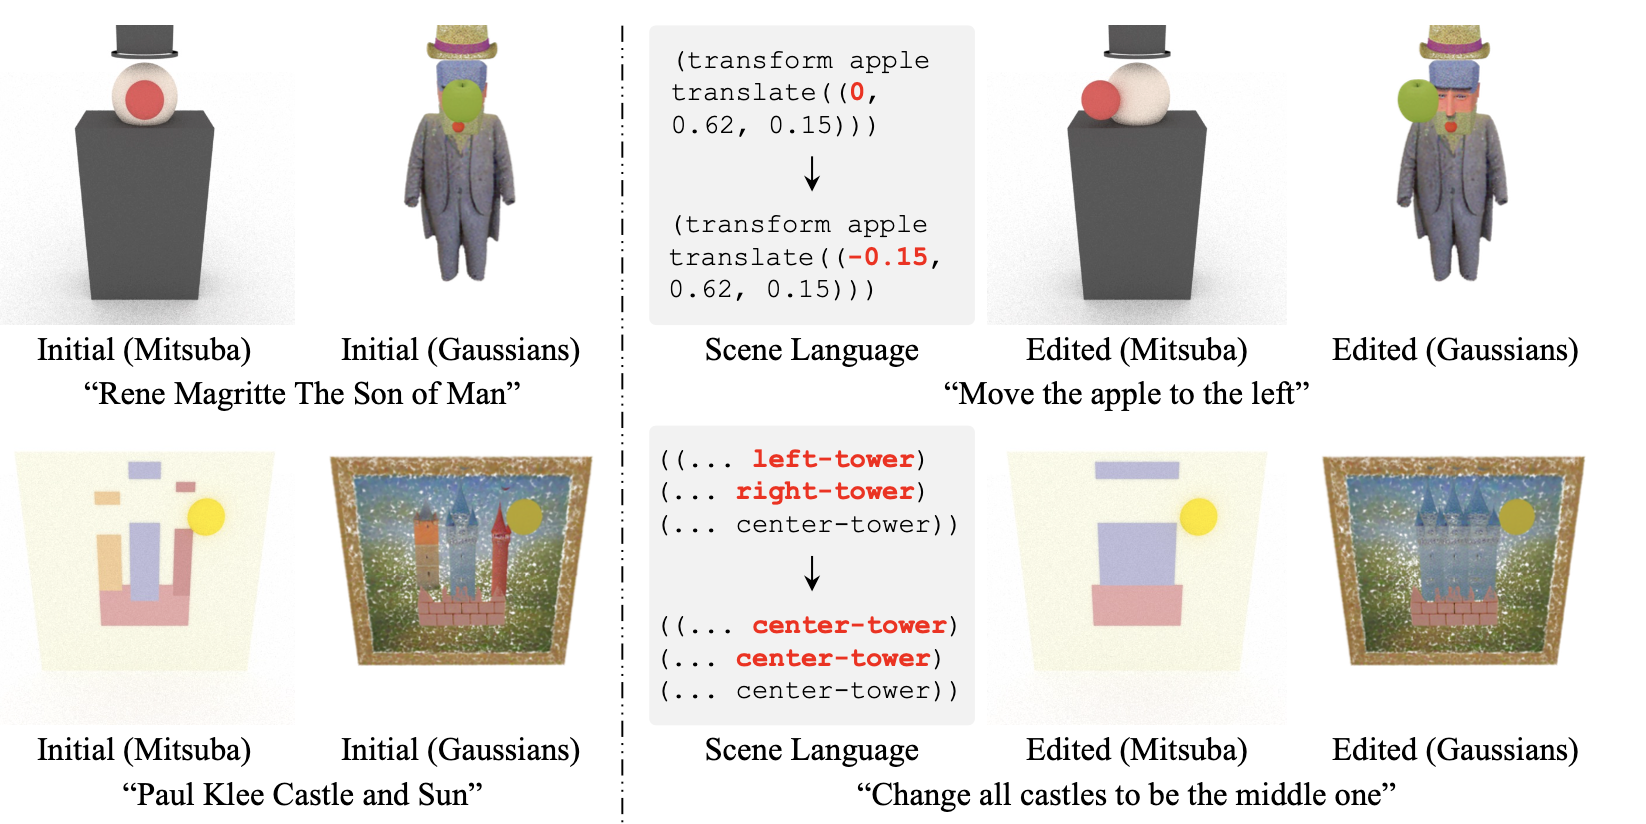 (transform apple
translate((0,
0.62, 0.15)))
(transform apple
translate((-0.15,
0.62, 0.15)))
Initial (Mitsuba)
Initial (Gaussians)
Scene Language
Edited (Mitsuba)
Edited (Gaussians)
“Rene Magritte The Son of Man”
“Move the apple to the left”
((... left-tower)
(... right-tower)
(... center-tower))
((... center-tower)
(... center-tower)
(... center-tower))
Initial (Mitsuba)
Initial (Gaussians)
Scene Language
Edited (Mitsuba)
Edited (Gaussians)
“Paul Klee Castle and Sun”
“Change all castles to be the middle one”